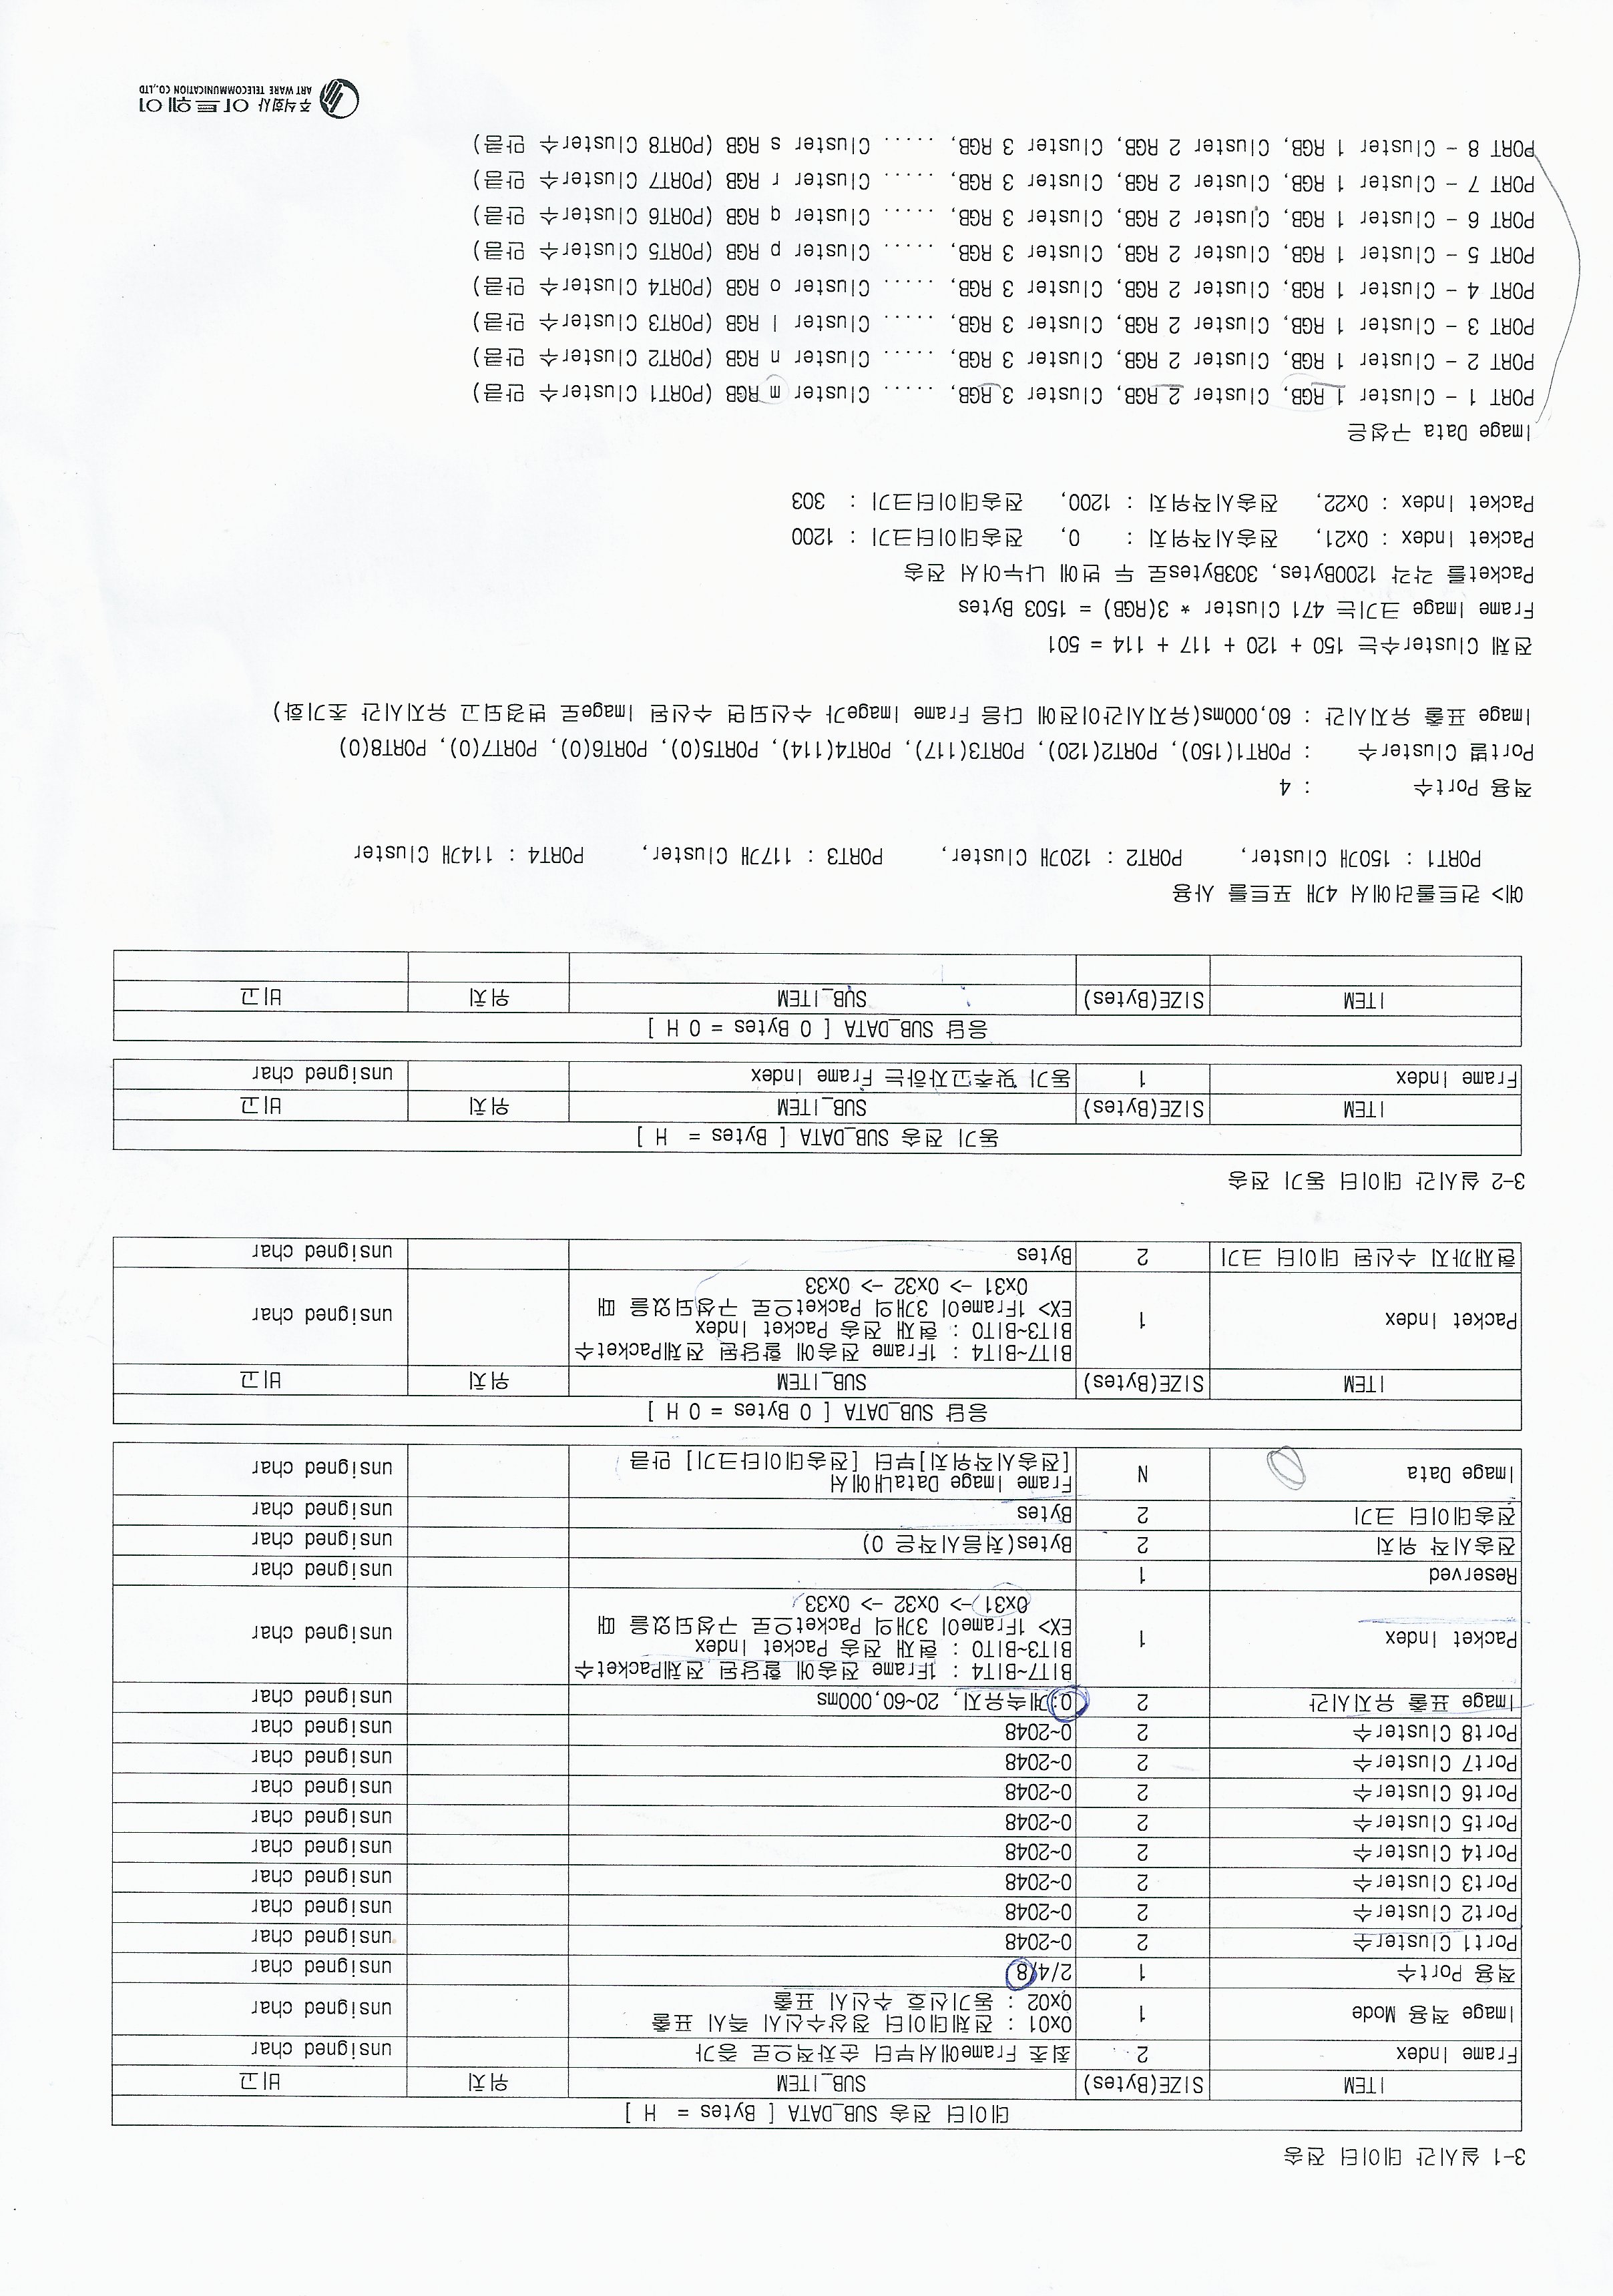 3-1 실시간 데이터 전송
데이터 전송 SUB_DATA [ Bytes = H ]
ITEM SIZE(Bytes) SUB_ITEM 위치 비고
Frame Index 2 최초 Frame에서부터 순차적으로 증가 unsigned char
Image 적용 Mode 1 0x01 : 전체데이터 정상수신시 즉시 표출 unsigned char
0x02 : 동기신호 수신시 표출
적용 Port수 1 2/4/8 unsigned char
Port1 Cluster수 2 0~2048 unsigned char
Port2 Cluster수 2 0~2048 unsigned char
Port3 Cluster수 2 0~2048 unsigned char
Port4 Cluster수 2 0~2048 unsigned char
Port5 Cluster수 2 0~2048 unsigned char
Port6 Cluster수 2 0~2048 unsigned char
Port7 Cluster수 2 0~2048 unsigned char
Port8 Cluster수 2 0~2048 unsigned char
Image 표출 유지시간 2 0:계속유지, 20~60,000ms unsigned char
Packet Index 1 BIT7~BIT4 : 1Frame 전송에 할당된 전체Packet수 unsigned char
BIT3~BIT0 : 현재 전송 Packet Index
EX> 1Frame이 3개의 Packet으로 구성되있을 때
0x31 -> 0x32 -> 0x33
Reserved 1 unsigned char
전송시작 위치 2 Bytes(처음시작은 0) unsigned char
전송데이터 크기 2 Bytes unsigned char
Image Data N Frame Image Data내에서 unsigned char
[전송시작위치]부터 [전송데이타크기] 만큼
응답 SUB_DATA [ 0 Bytes = 0 H ]
ITEM SIZE(Bytes) SUB_ITEM 위치 비고
Packet Index 1 BIT7~BIT4 : 1Frame 전송에 할당된 전체Packet수 unsigned char
BIT3~BIT0 : 현재 전송 Packet Index
EX> 1Frame이 3개의 Packet으로 구성되있을 때
0x31 -> 0x32 -> 0x33
현재까지 수신된 데이터 크기 2 Bytes unsigned char
3-2 실시간 데이터 동기 전송
동기 전송 SUB_DATA [ Bytes = H ]
ITEM SIZE(Bytes) SUB_ITEM 위치 비고
Frame Index 1 동기 맞추고자하는 Frame Index unsigned char
응답 SUB_DATA [ 0 Bytes = 0 H ]
ITEM SIZE(Bytes) SUB_ITEM 위치 비고
예> 컨트롤러에서 4개 포트를 사용
PORT1 : 150개 Cluster, PORT2 : 120개 Cluster, PORT3 : 117개 Cluster, PORT4 : 114개 Cluster
적용 Port수 : 4
Port별 Cluster수 : PORT1(150), PORT2(120), PORT3(117), PORT4(114), PORT5(0), PORT6(0), PORT7(0), PORT8(0)
Image 표출 유지시간 : 60,000ms(유지시간이전에 다음 Frame Image가 수신되면 수신된 Image로 변경되고 유지시간 초기화)
전체 Cluster수는 150 + 120 + 117 + 114 = 501
Frame Image 크기는 471 Cluster * 3(RGB) = 1503 Bytes
Packet를 각각 1200Bytes, 303Bytes로 두 번에 나누어서 전송
Packet Index : 0x21, 전송시작위치 : 0, 전송데이터크기 : 1200
Packet Index : 0x22, 전송시작위치 : 1200, 전송데이터크기 : 303
Image Data 구성은
PORT 1 - Cluster 1 RGB, Cluster 2 RGB, Cluster 3 RGB, ..... Cluster m RGB (PORT1 Cluster수 만큼)
PORT 2 - Cluster 1 RGB, Cluster 2 RGB, Cluster 3 RGB, ..... Cluster n RGB (PORT2 Cluster수 만큼)
PORT 3 - Cluster 1 RGB, Cluster 2 RGB, Cluster 3 RGB, ..... Cluster l RGB (PORT3 Cluster수 만큼)
PORT 4 - Cluster 1 RGB, Cluster 2 RGB, Cluster 3 RGB, ..... Cluster o RGB (PORT4 Cluster수 만큼)
PORT 5 - Cluster 1 RGB, Cluster 2 RGB, Cluster 3 RGB, ..... Cluster p RGB (PORT5 Cluster수 만큼)
PORT 6 - Cluster 1 RGB, Cluster 2 RGB, Cluster 3 RGB, ..... Cluster q RGB (PORT6 Cluster수 만큼)
PORT 7 - Cluster 1 RGB, Cluster 2 RGB, Cluster 3 RGB, ..... Cluster r RGB (PORT7 Cluster수 만큼)
PORT 8 - Cluster 1 RGB, Cluster 2 RGB, Cluster 3 RGB, ..... Cluster s RGB (PORT8 Cluster수 만큼)
주식회사 아트웨어
ART WARE TELECOMMUNICATION CO.,LTD